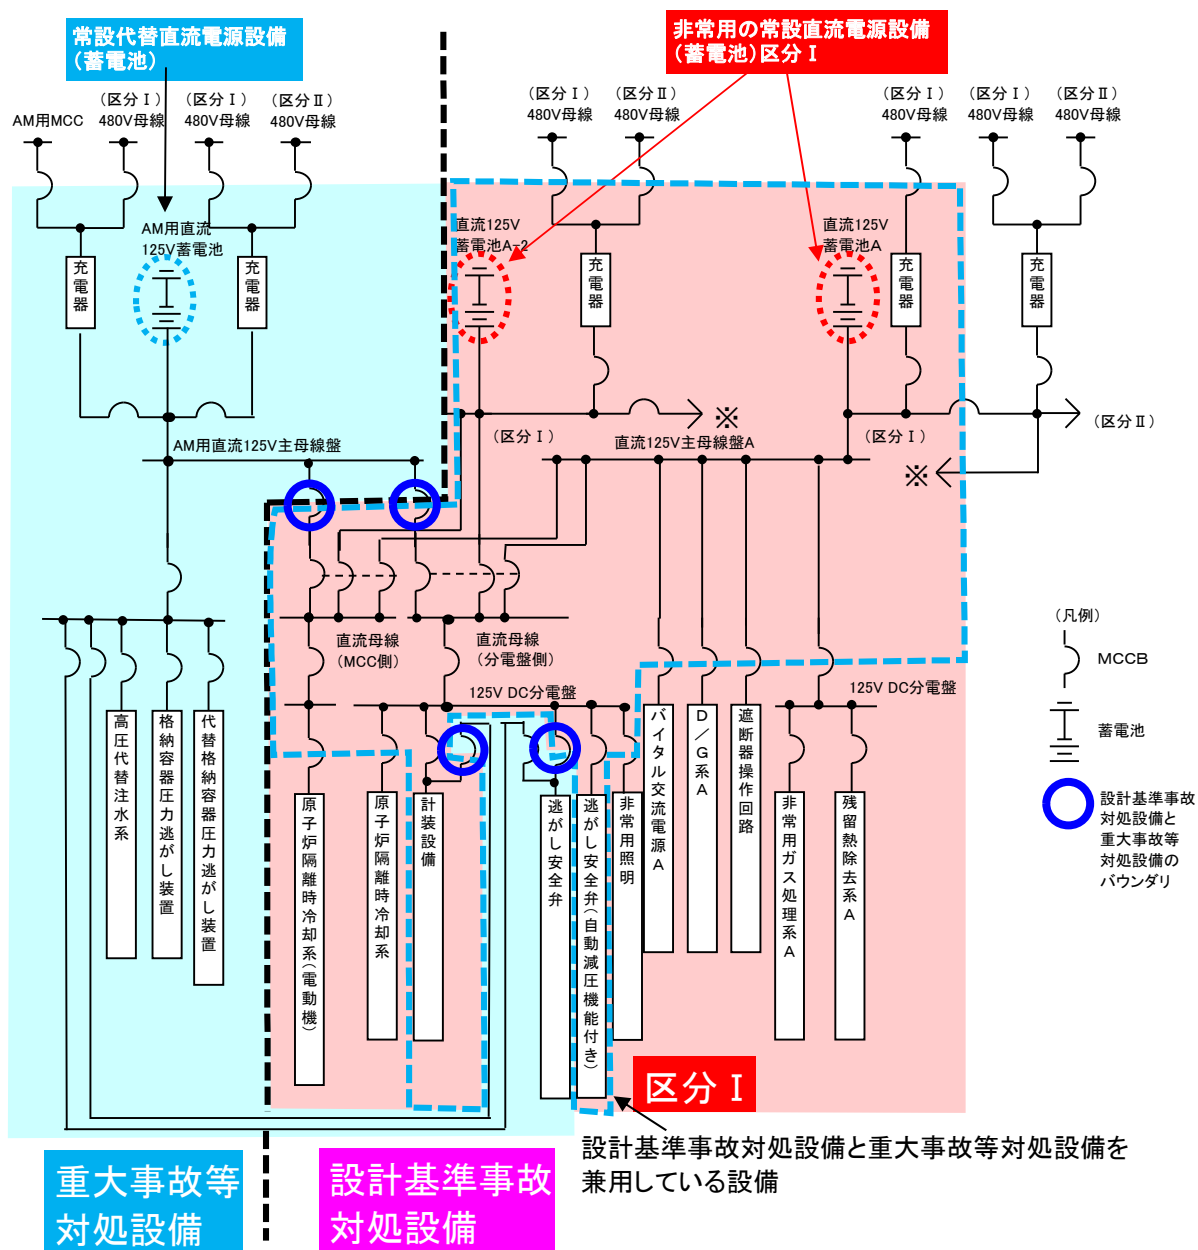 常設代替直流電源設備
（蓄電池）
非常用の常設直流電源設備
（蓄電池）区分Ⅰ
AM用MCC
（区分Ⅰ）
480V母線
（区分Ⅰ）
480V母線
（区分Ⅱ）
480V母線
（区分Ⅰ）
480V母線
（区分Ⅱ）
480V母線
（区分Ⅰ）
480V母線
（区分Ⅰ）
480V母線
（区分Ⅱ）
480V母線
AM用直流
125V蓄電池
直流125V
蓄電池A-2
直流125V
蓄電池A
充電器
充電器
充電器
充電器
充電器
※
（区分Ⅰ）
（区分Ⅰ）
（区分Ⅱ）
AM用直流125V主母線盤
直流125V主母線盤A
※
直流母線
（MCC側）
直流母線
（分電盤側）
125V DC分電盤
125V DC分電盤
高圧代替注水系
格納容器圧力逃がし装置
代替格納容器圧力逃がし装置
原子炉隔離時冷却系（電動機）
原子炉隔離時冷却系
計装設備
逃がし安全弁
逃がし安全弁（自動減圧機能付き）
非常用照明
バイタル交流電源A
D／G系A
遮断器操作回路
非常用ガス処理系A
残留熱除去系A
（凡例）
MCCB
蓄電池
設計基準事故
対処設備と
重大事故等
対処設備の
バウンダリ
区分Ⅰ
設計基準事故対処設備と重大事故等対処設備を
兼用している設備
重大事故等
対処設備
設計基準事故
対処設備